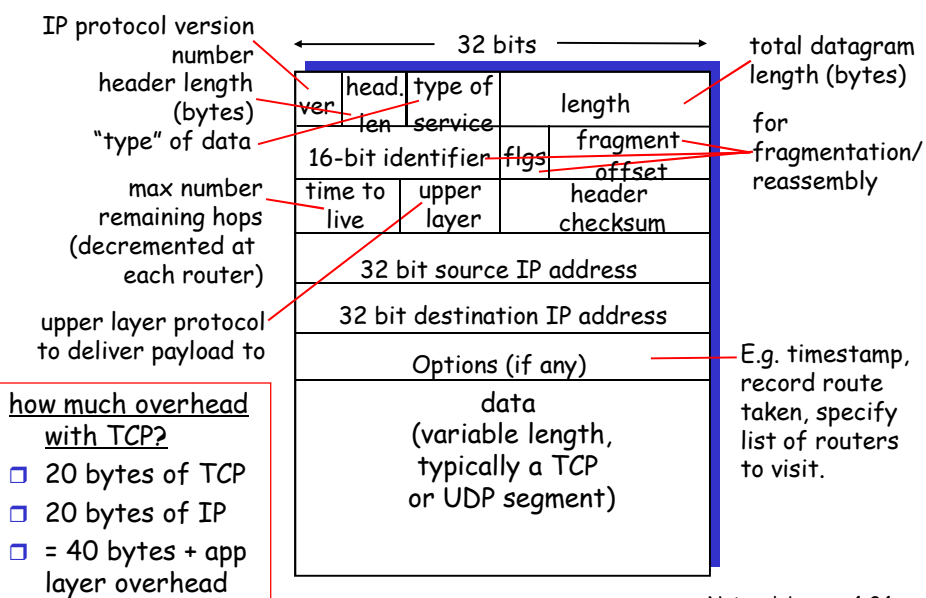 IP protocol version
number
header length
(bytes)
“type” of data
max number
remaining hops
(decremented at
each router)
upper layer protocol
to deliver payload to
how much overhead
with TCP?
20 bytes of TCP
20 bytes of IP
= 40 bytes + app
layer overhead
32 bits
ver
head.
len
type of
service
length
16-bit identifier
flgs
fragment
offset
time to
live
upper
layer
header
checksum
32 bit source IP address
32 bit destination IP address
Options (if any)
data
(variable length,
typically a TCP
or UDP segment)
total datagram
length (bytes)
for
fragmentation/
reassembly
E.g. timestamp,
record route
taken, specify
list of routers
to visit.